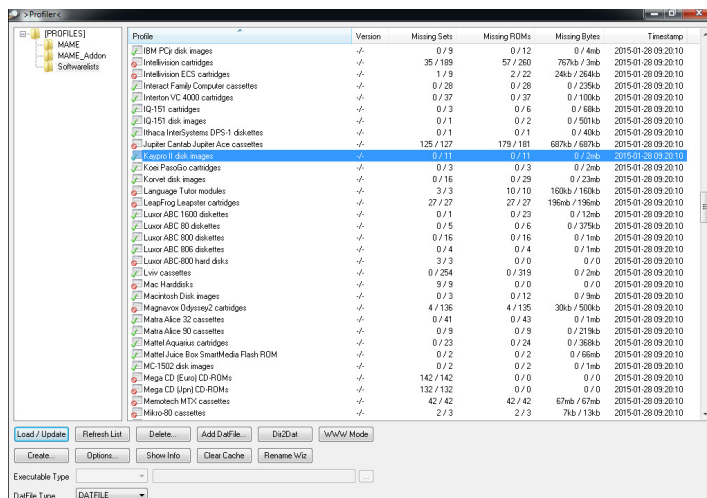 >Profiler<
[PROFILES]
MAME
MAME_Addon
Softwarelists
Profile Version Missing Sets Missing ROMs Missing Bytes Timestamp
IBM PCjr disk images -/- 0 / 9 0 / 12 0 / 4mb 2015-01-28 09:20:10
Intellivision cartridges -/- 35 / 189 57 / 260 767kb / 3mb 2015-01-28 09:20:10
Intellivision ECS cartridges -/- 1 / 9 2 / 22 24kb / 264kb 2015-01-28 09:20:10
Interact Family Computer cassettes -/- 0 / 28 0 / 28 0 / 235kb 2015-01-28 09:20:10
Interton VC 4000 cartridges -/- 0 / 37 0 / 37 0 / 100kb 2015-01-28 09:20:10
IQ-151 cartridges -/- 0 / 3 0 / 6 0 / 68kb 2015-01-28 09:20:10
IQ-151 disk images -/- 0 / 1 0 / 2 0 / 501kb 2015-01-28 09:20:10
Ithaca InterSystems DPS-1 diskettes -/- 0 / 1 0 / 1 0 / 40kb 2015-01-28 09:20:10
Jupiter Cantab Jupiter Ace cassettes -/- 125 / 127 179 / 181 687kb / 687kb 2015-01-28 09:20:10
Kaypro II disk images -/- 0 / 11 0 / 11 0 / 2mb 2015-01-28 09:20:10
Koei PasoGo cartridges -/- 0 / 3 0 / 3 0 / 2mb 2015-01-28 09:20:10
Korvet disk images -/- 0 / 16 0 / 29 0 / 23mb 2015-01-28 09:20:10
Language Tutor modules -/- 3 / 3 10 / 10 160kb / 160kb 2015-01-28 09:20:10
LeapFrog Leapster cartridges -/- 27 / 27 27 / 27 196mb / 196mb 2015-01-28 09:20:10
Luxor ABC 1600 diskettes -/- 0 / 1 0 / 23 0 / 12mb 2015-01-28 09:20:10
Luxor ABC 80 diskettes -/- 0 / 5 0 / 6 0 / 375kb 2015-01-28 09:20:10
Luxor ABC 800 diskettes -/- 0 / 16 0 / 16 0 / 1mb 2015-01-28 09:20:10
Luxor ABC 806 diskettes -/- 0 / 4 0 / 4 0 / 1mb 2015-01-28 09:20:10
Luxor ABC-800 hard disks -/- 3 / 3 0 / 0 0 / 0 2015-01-28 09:20:10
Lviv cassettes -/- 0 / 254 0 / 319 0 / 2mb 2015-01-28 09:20:10
Mac Harddisks -/- 9 / 9 0 / 0 0 / 0 2015-01-28 09:20:10
Macintosh Disk images -/- 0 / 3 0 / 12 0 / 9mb 2015-01-28 09:20:10
Magnavox Odyssey2 cartridges -/- 4 / 136 4 / 135 30kb / 500kb 2015-01-28 09:20:10
Matra Alice 32 cassettes -/- 0 / 41 0 / 43 0 / 1mb 2015-01-28 09:20:10
Matra Alice 90 cassettes -/- 0 / 9 0 / 9 0 / 219kb 2015-01-28 09:20:10
Mattel Aquarius cartridges -/- 0 / 23 0 / 24 0 / 368kb 2015-01-28 09:20:10
Mattel Juice Box SmartMedia Flash ROM -/- 0 / 2 0 / 2 0 / 66mb 2015-01-28 09:20:10
MC-1502 disk images -/- 0 / 2 0 / 2 0 / 1mb 2015-01-28 09:20:10
Mega CD (Euro) CD-ROMs -/- 142 / 142 0 / 0 0 / 0 2015-01-28 09:20:10
Mega CD (Jpn) CD-ROMs -/- 132 / 132 0 / 0 0 / 0 2015-01-28 09:20:10
Memotech MTX cassettes -/- 42 / 42 42 / 42 67mb / 67mb 2015-01-28 09:20:10
Mikro-80 cassettes -/- 2 / 3 2 / 3 7kb / 13kb 2015-01-28 09:20:10
Load / Update Refresh List Delete... Add DatFile... Dir2Dat WWW Mode
Create... Options... Show Info Clear Cache Rename Wiz
Executable Type ...
DatFile Type DATFILE